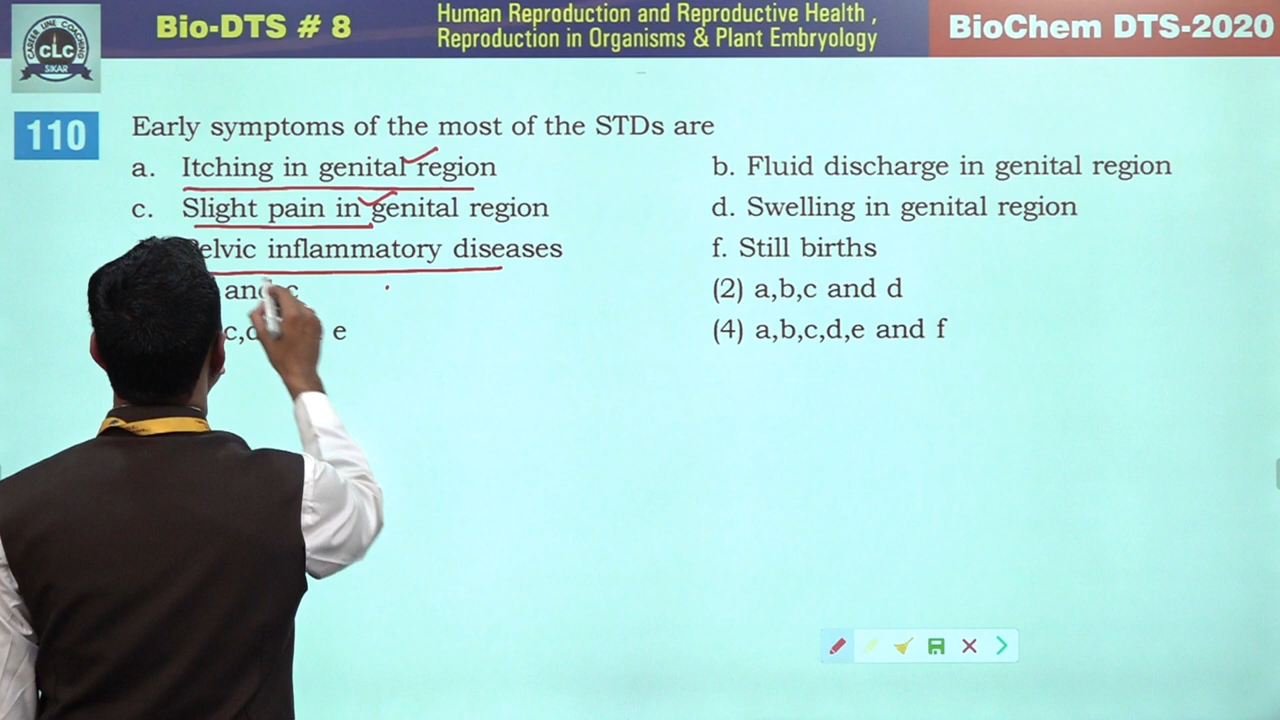 CAREER LINE COACHING
CLC
SIKAR
Bio-DTS # 8
Human Reproduction and Reproductive Health ,
Reproduction in Organisms & Plant Embryology
BioChem DTS-2020
110
Early symptoms of the most of the STDs are
a. Itching in genital region
b. Fluid discharge in genital region
c. Slight pain in genital region
d. Swelling in genital region
inflammatory diseases
f. Still births
(2) a,b,c and d
e
(4) a,b,c,d,e and f